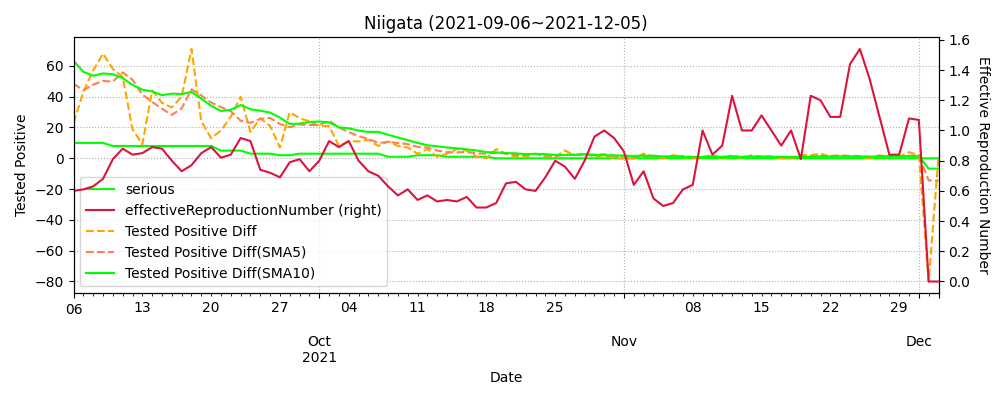 Niigata (2021-09-06~2021-12-05)
Tested Positive
60
40
20
0
−20
−40
−60
−80
1.6
1.4
1.2
1.0
0.8
0.6
0.4
0.2
0.0
Effective Reproduction Number
serious
effectiveReproductionNumber (right)
Tested Positive Diff
Tested Positive Diff(SMA5)
Tested Positive Diff(SMA10)
06 13 20 27 04 11 18 25 08 15 22 29
Oct Nov Dec
2021
Date